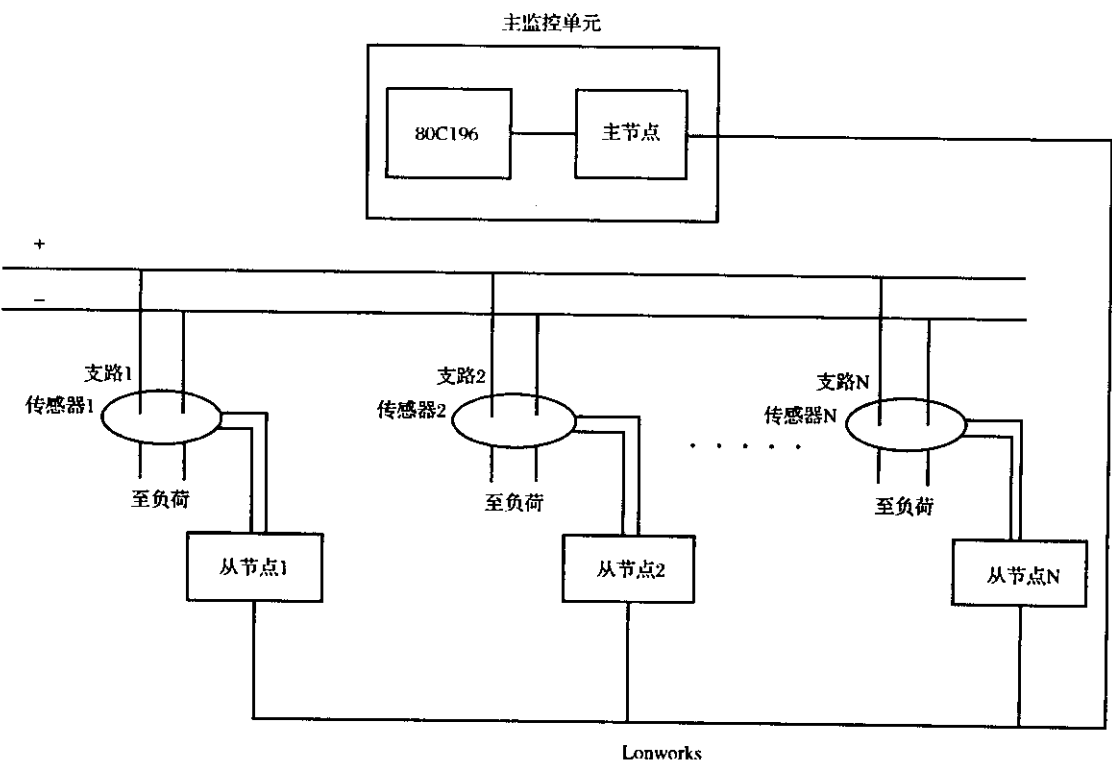 主监控单元
80C196
主节点
+
−
支路1
传感器1
至负荷
从节点1
支路2
传感器2
至负荷
从节点2
· · · · ·
支路N
传感器N
至负荷
从节点N
Lonworks